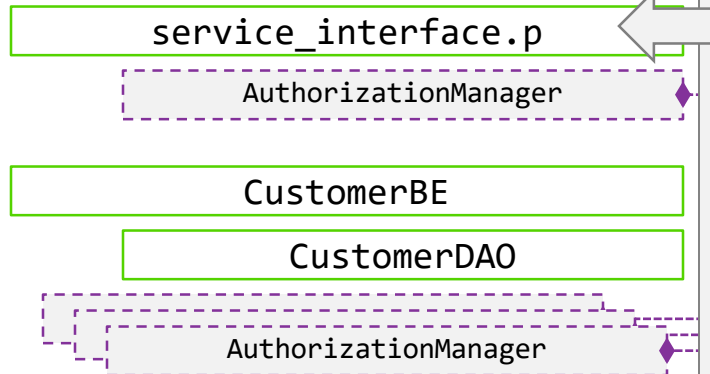 service_interface.p
AuthorizationManager
CustomerBE
CustomerDAO
AuthorizationManager